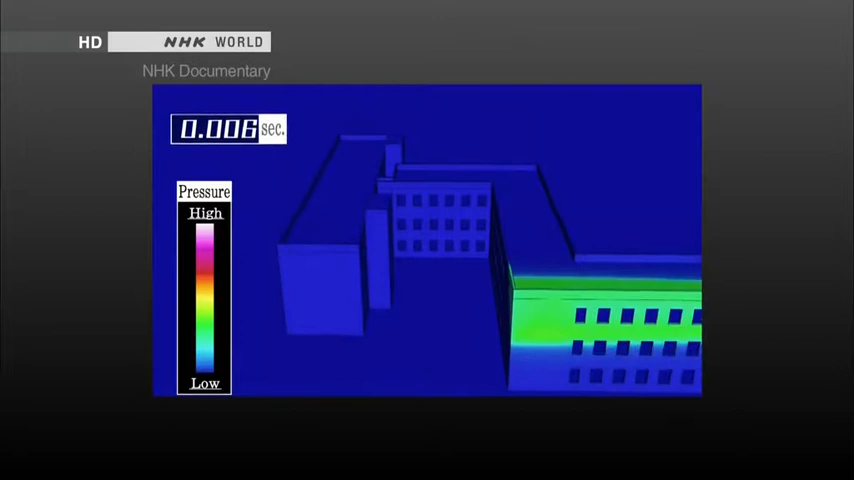 HD NHK WORLD
NHK Documentary
0.006 sec.
Pressure
High
Low